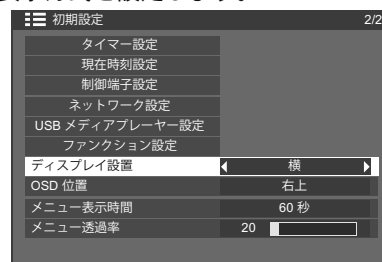 初期設定 2/2
タイマー設定
現在時刻設定
制御端子設定
ネットワーク設定
USB メディアプレーヤー設定
ファンクション設定
ディスプレイ設置 横
OSD 位置 右上
メニュー表示時間 60 秒
メニュー透過率 20